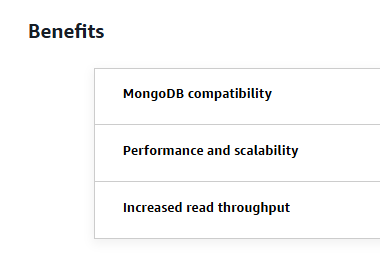 Benefits
MongoDB compatibility
Performance and scalability
Increased read throughput